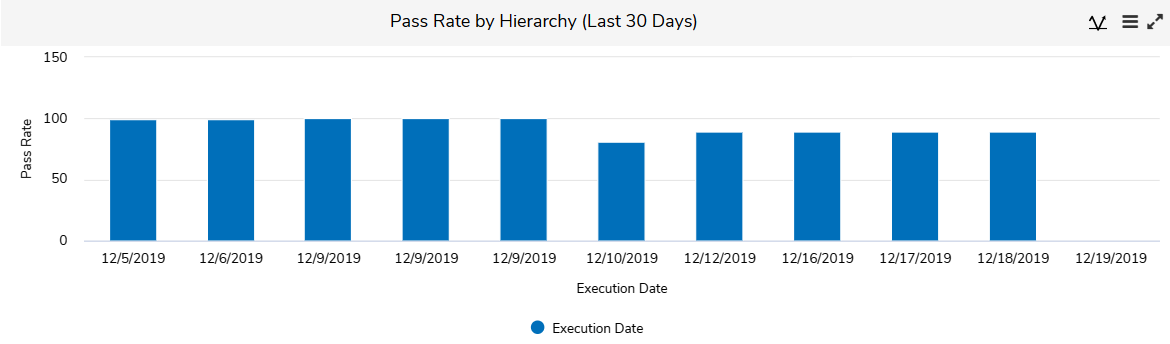 Pass Rate by Hierarchy (Last 30 Days)
150
100
50
0
Pass Rate
12/5/2019 12/6/2019 12/9/2019 12/9/2019 12/9/2019 12/10/2019 12/12/2019 12/16/2019 12/17/2019 12/18/2019 12/19/2019
Execution Date
Execution Date